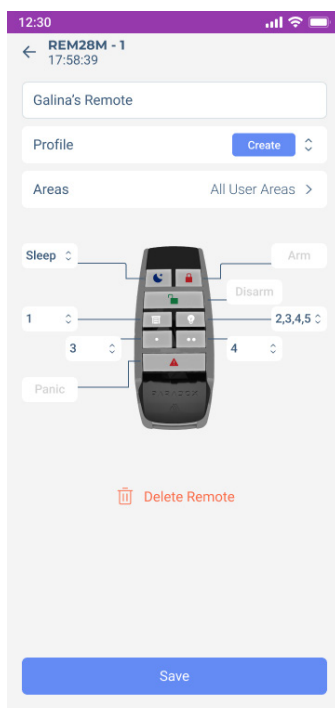 12:30
REM28M - 1
17:58:39
Galina's Remote
Profile
Create
Areas
All User Areas
Sleep
Arm
Disarm
1
2,3,4,5
3
4
Panic
PARADOX
Delete Remote
Save